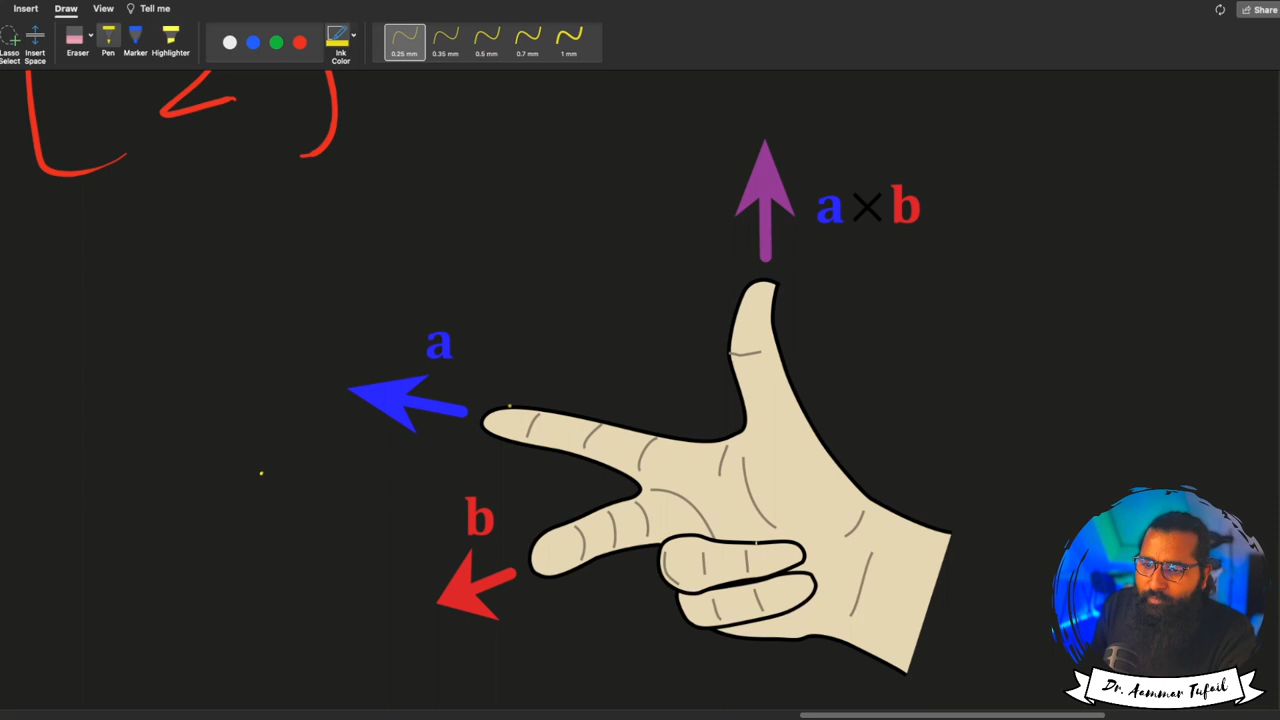 Insert Draw View Tell me
Share
Lasso Select
Insert Space
Eraser
Pen
Marker
Highlighter
Ink Color
0.25 mm
0.35 mm
0.5 mm
0.7 mm
1 mm
2
a × b
a
b
Dr. Aammar Tufail